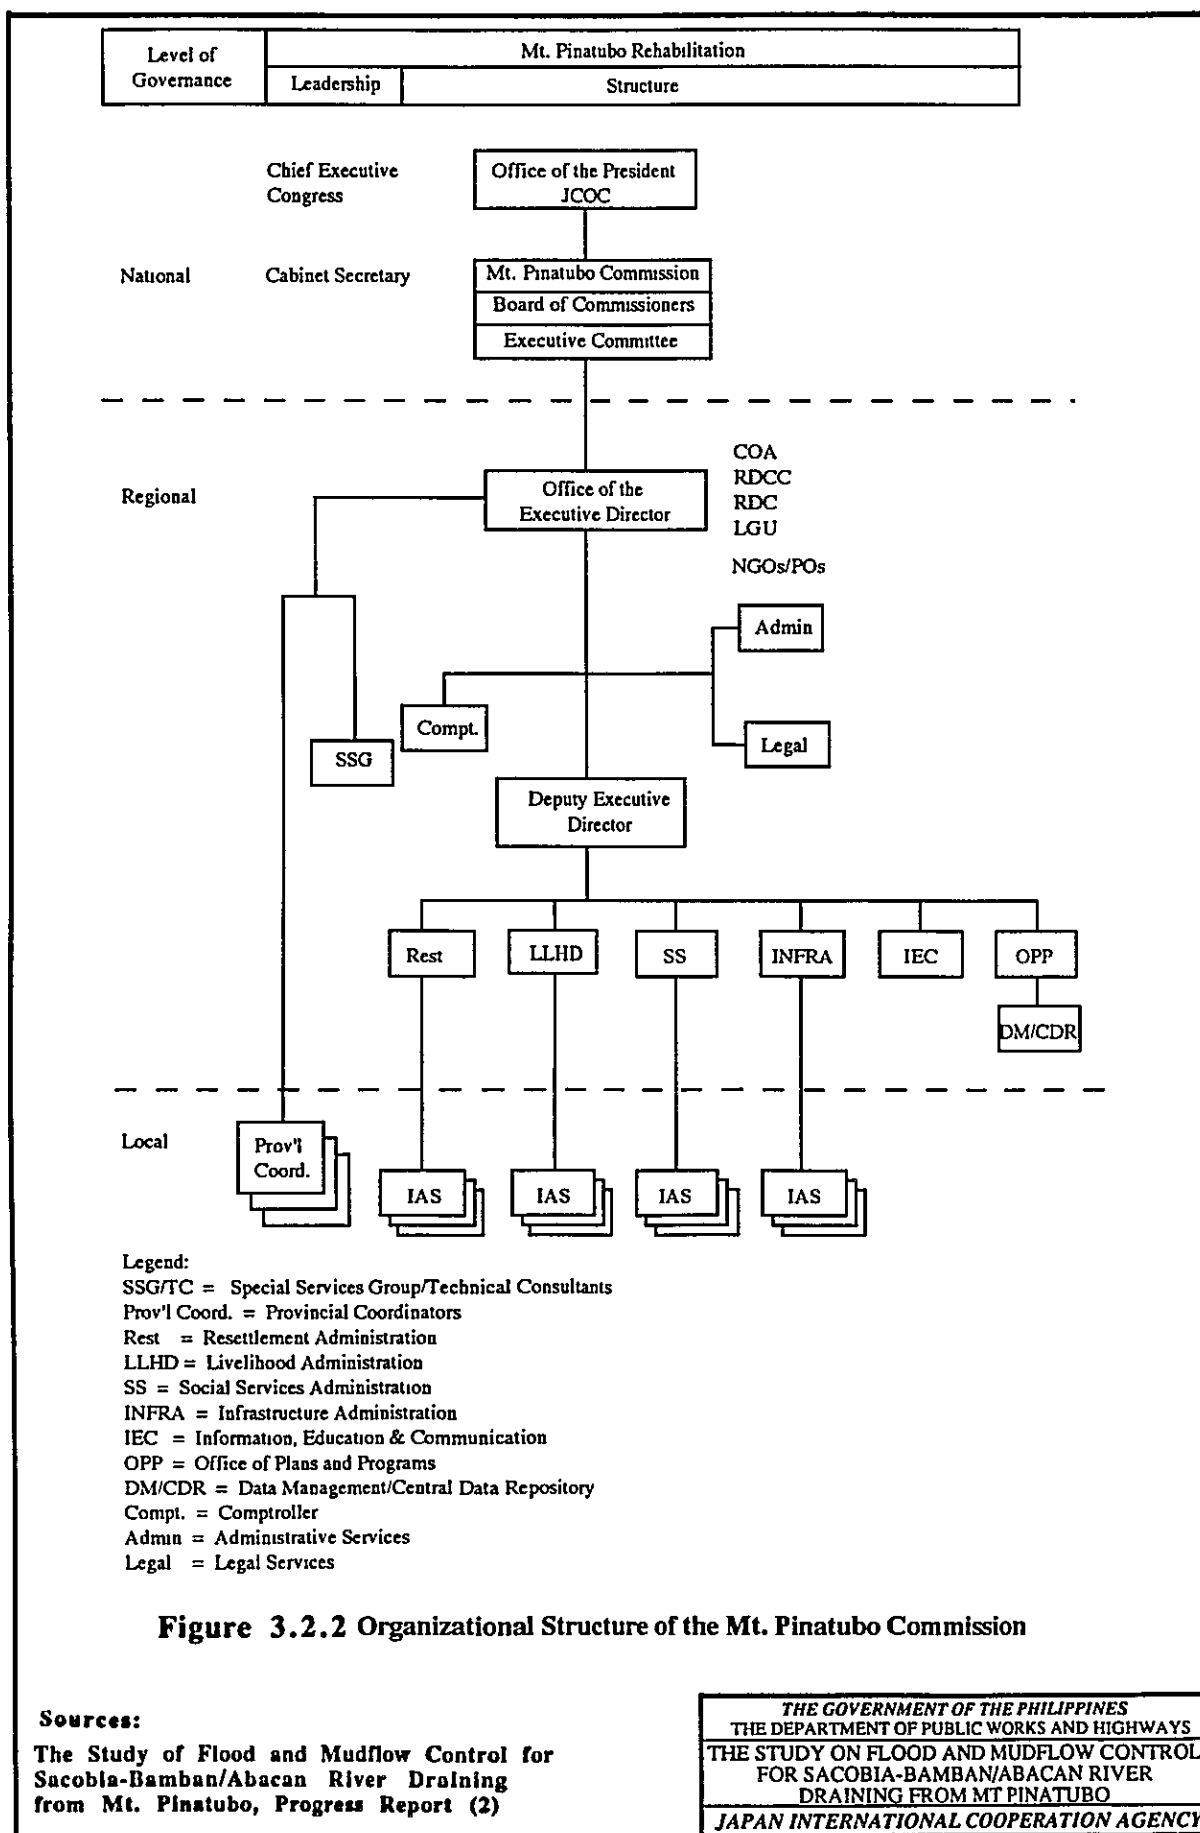 Level of
Governance
Mt. Pinatubo Rehabilitation
Leadership
Structure
Chief Executive
Congress
Office of the President
JCOC
National
Cabinet Secretary
Mt. Pinatubo Commission
Board of Commissioners
Executive Committee
Regional
Office of the
Executive Director
COA
RDCC
RDC
LGU
NGOs/POs
Admin
Compt.
Legal
SSG
Deputy Executive
Director
Rest
LLHD
SS
INFRA
IEC
OPP
DM/CDR
Local
Prov'l
Coord.
IAS
IAS
IAS
IAS
Legend:
SSG/TC = Special Services Group/Technical Consultants
Prov'l Coord. = Provincial Coordinators
Rest = Resettlement Administration
LLHD = Livelihood Administration
SS = Social Services Administration
INFRA = Infrastructure Administration
IEC = Information, Education & Communication
OPP = Office of Plans and Programs
DM/CDR = Data Management/Central Data Repository
Compt. = Comptroller
Admin = Administrative Services
Legal = Legal Services
Figure 3.2.2 Organizational Structure of the Mt. Pinatubo Commission
Sources:
The Study of Flood and Mudflow Control for
Sacobia-Bamban/Abacan River Draining
from Mt. Pinatubo, Progress Report (2)
THE GOVERNMENT OF THE PHILIPPINES
THE DEPARTMENT OF PUBLIC WORKS AND HIGHWAYS
THE STUDY ON FLOOD AND MUDFLOW CONTROL
FOR SACOBIA-BAMBAN/ABACAN RIVER
DRAINING FROM MT PINATUBO
JAPAN INTERNATIONAL COOPERATION AGENCY